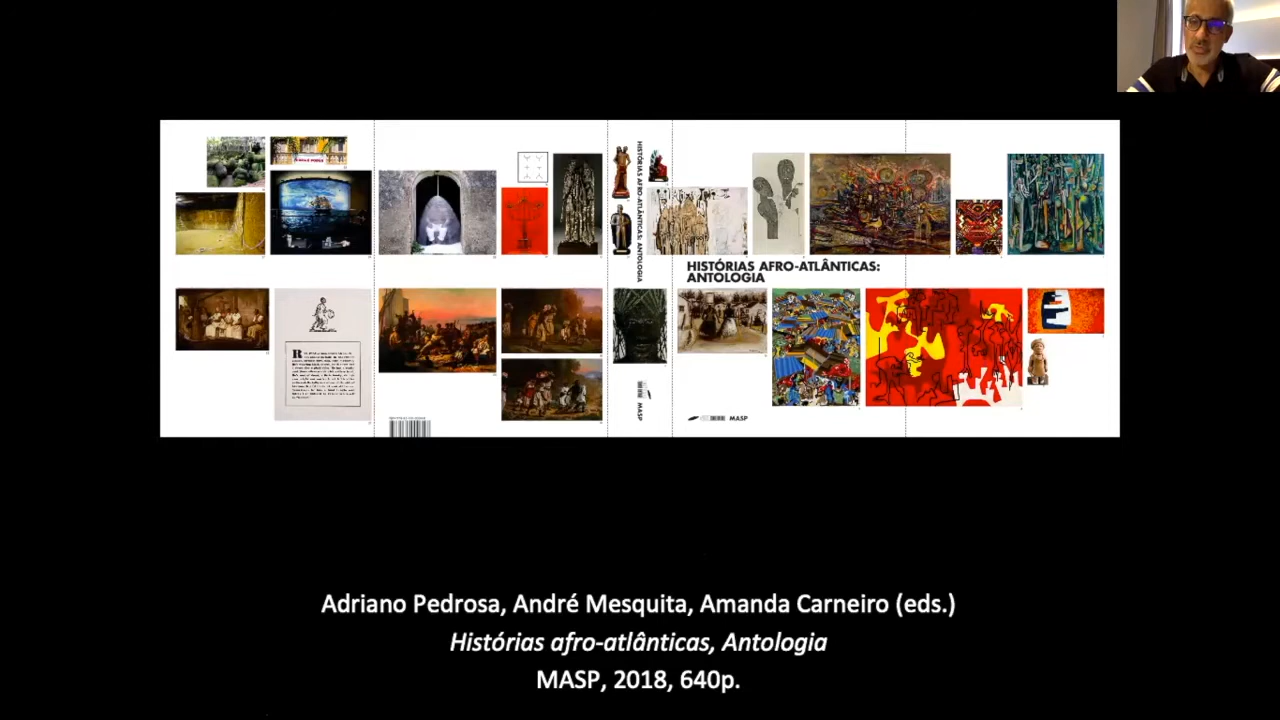 HISTÓRIAS AFRO-ATLÂNTICAS: ANTOLOGIA
MASP
HISTÓRIAS AFRO-ATLÂNTICAS:
ANTOLOGIA
MASP
Adriano Pedrosa, André Mesquita, Amanda Carneiro (eds.)
Histórias afro-atlânticas, Antologia
MASP, 2018, 640p.